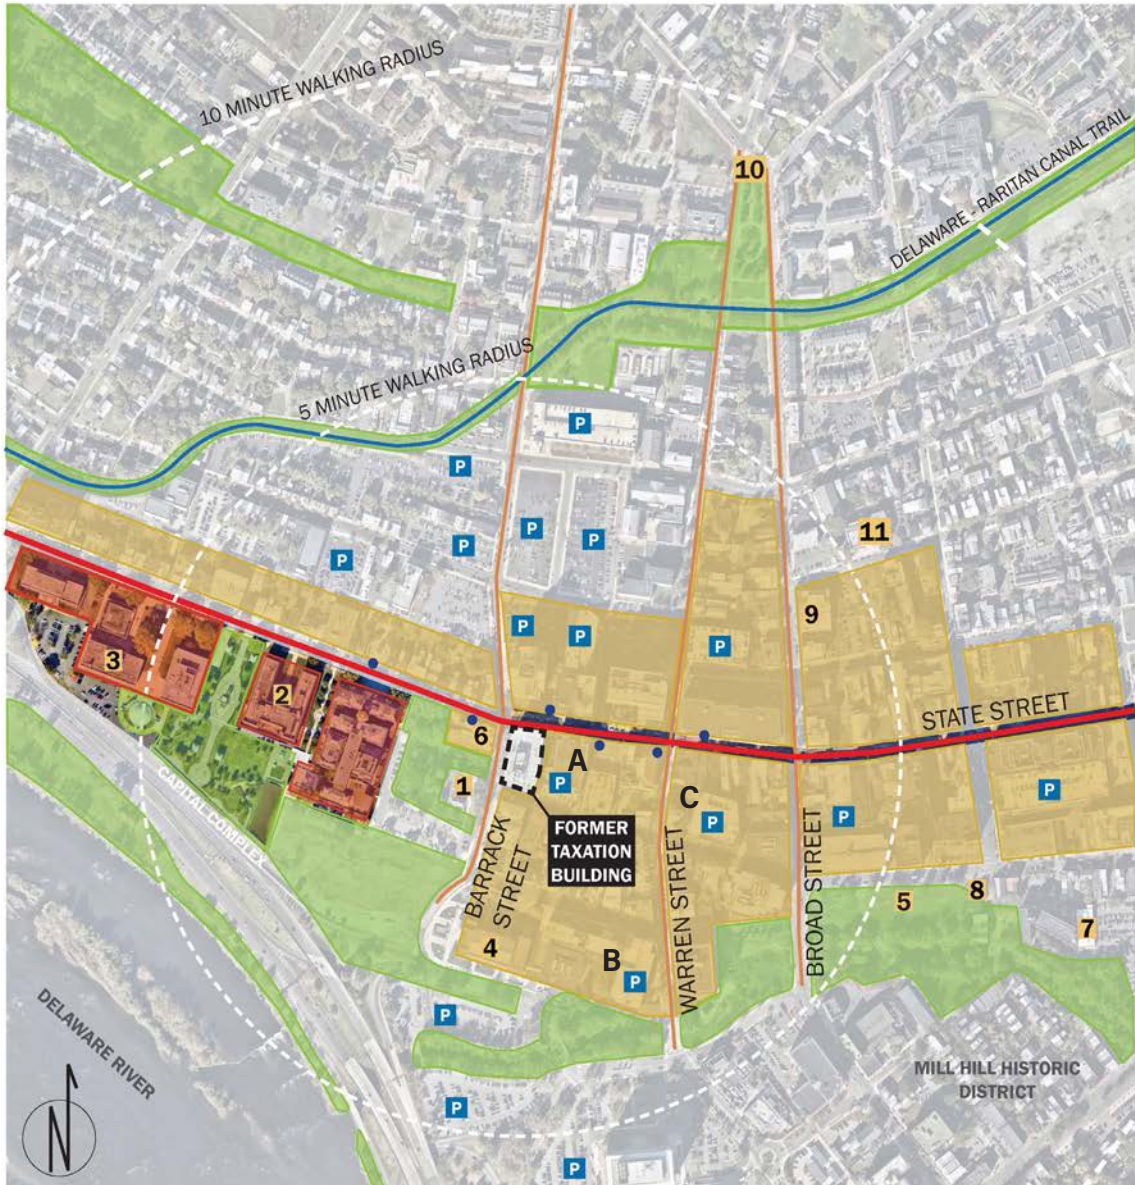 10 MINUTE WALKING RADIUS
10
DELAWARE - RARITAN CANAL TRAIL
5 MINUTE WALKING RADIUS
P
P
P
P
P
P
11
P
P
P
9
3
2
STATE STREET
6
A
1
P
C
P
P
P
CAPITAL COMPLEX
FORMER
TAXATION
BUILDING
BARRACK
STREET
WARREN STREET
BROAD STREET
5
8
7
4
B
P
P
DELAWARE RIVER
MILL HILL HISTORIC
DISTRICT
P
P
N